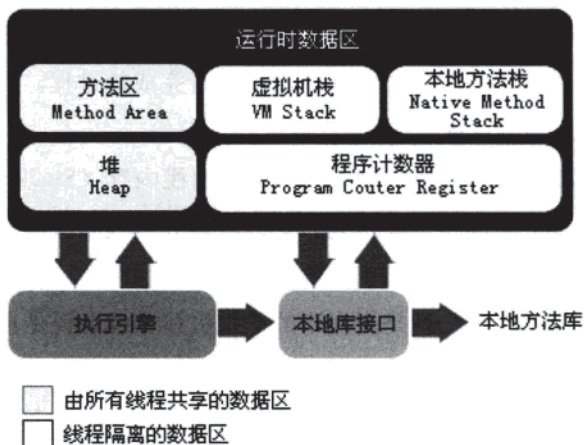 运行时数据区
方法区
Method Area
虚拟机栈
VM Stack
本地方法栈
Native Method
Stack
堆
Heap
程序计数器
Program Couter Register
执行引擎
本地库接口
本地方法库
由所有线程共享的数据区
线程隔离的数据区